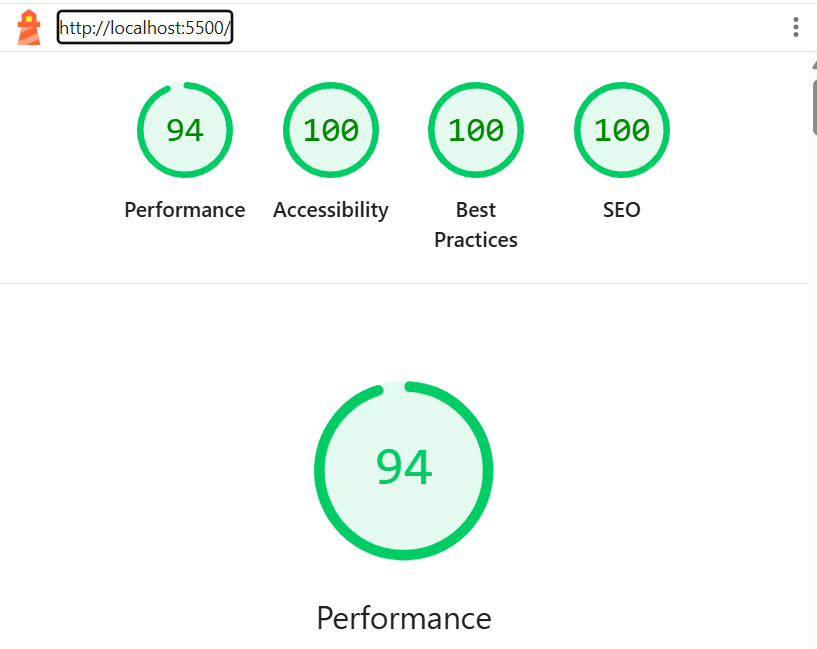 http://localhost:5500/
94
100
100
100
Performance
Accessibility
Best
Practices
SEO
94
Performance